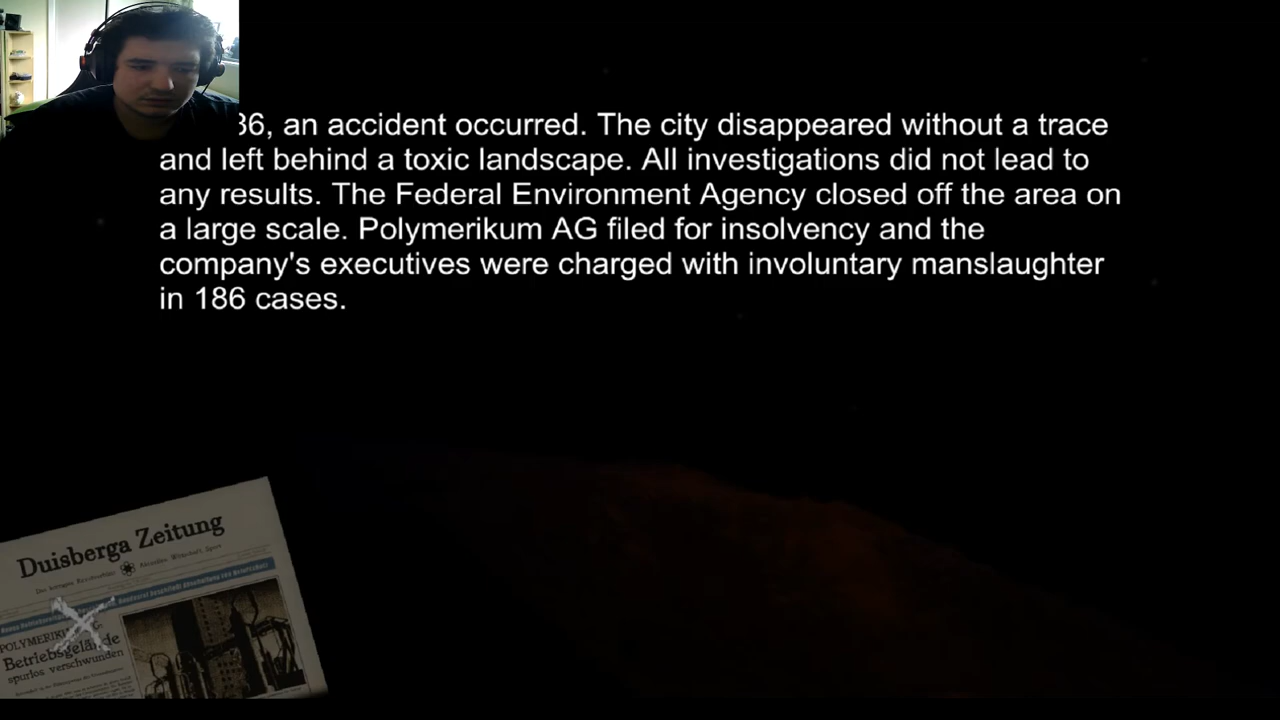 36, an accident occurred. The city disappeared without a trace
and left behind a toxic landscape. All investigations did not lead to
any results. The Federal Environment Agency closed off the area on
a large scale. Polymerikum AG filed for insolvency and the
company's executives were charged with involuntary manslaughter
in 186 cases.
Duisberga Zeitung
Betriebsgelände
spurlos verschwunden